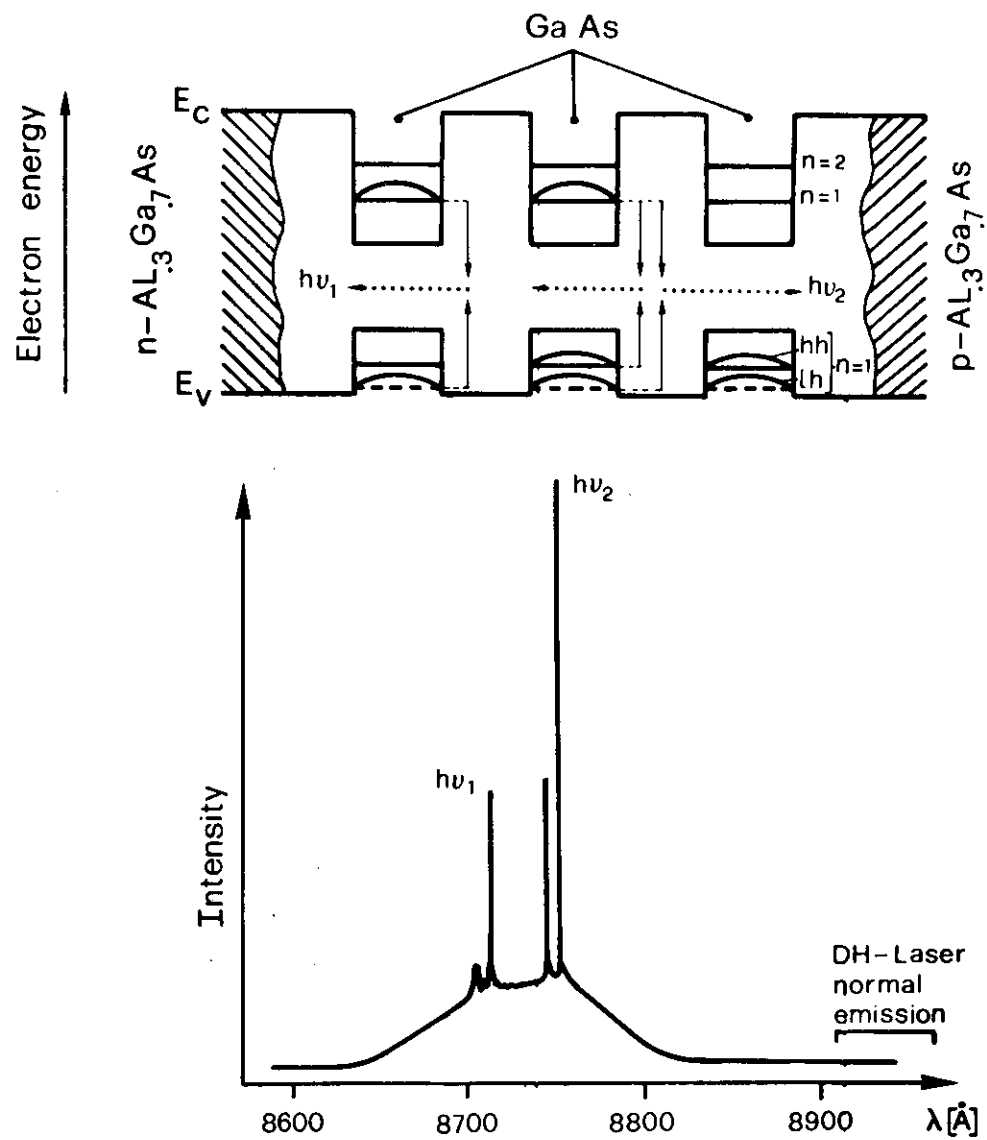 Ga As
Electron energy
n-AL.3Ga.7As
E_C
E_V
n=2
n=1
hν₁
hν₂
hh
lh
n=1
p-AL.3Ga.7As
hν₂
hν₁
Intensity
DH-Laser
normal
emission
8600
8700
8800
8900
λ[Å]